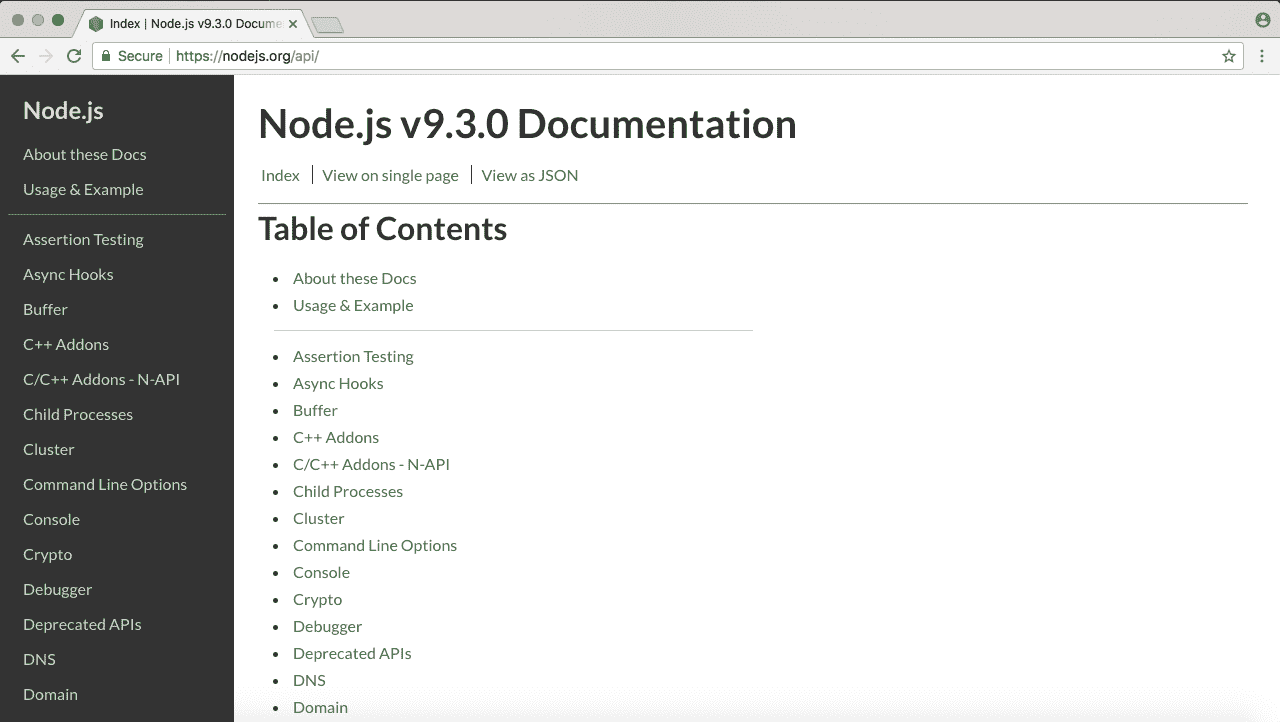 Index | Node.js v9.3.0 Docume
Secure https://nodejs.org/api/
Node.js
About these Docs
Usage & Example
Assertion Testing
Async Hooks
Buffer
C++ Addons
C/C++ Addons - N-API
Child Processes
Cluster
Command Line Options
Console
Crypto
Debugger
Deprecated APIs
DNS
Domain
Node.js v9.3.0 Documentation
Index View on single page View as JSON
Table of Contents
About these Docs
Usage & Example
Assertion Testing
Async Hooks
Buffer
C++ Addons
C/C++ Addons - N-API
Child Processes
Cluster
Command Line Options
Console
Crypto
Debugger
Deprecated APIs
DNS
Domain